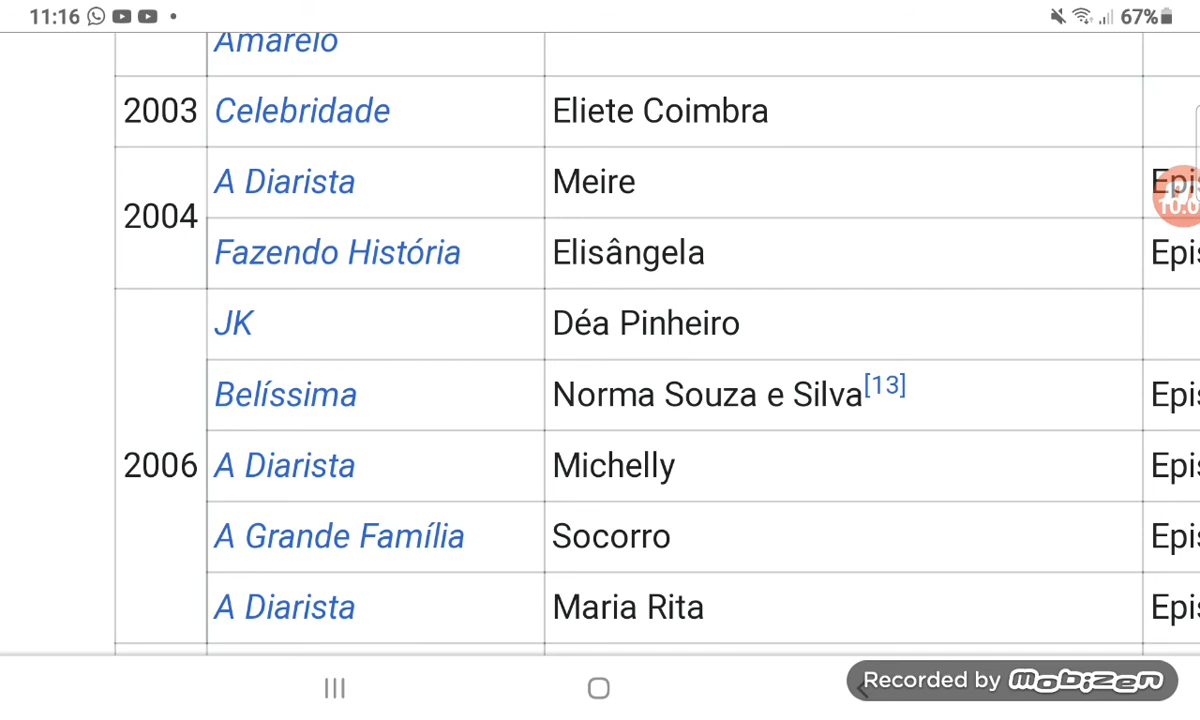 11:16 67%
Amarelo
2003 Celebridade Eliete Coimbra
2004
A Diarista Meire
Fazendo História Elisângela Epis
2006
JK Déa Pinheiro
Belíssima Norma Souza e Silva[13] Epis
A Diarista Michelly Epis
A Grande Família Socorro Epis
A Diarista Maria Rita Epis
Recorded by Mobizen